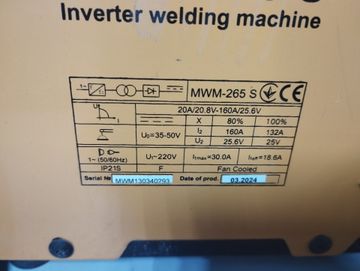 Inverter welding machine
1~
MWM-265 S
CE
20A/20.8V-160A/25.6V
X 80% 100%
U₀=35-50V I₂ 160A 132A
U₂ 25.6V 25V
1~ (50/60Hz) U₁~220V I₁max=30.0A I₁eff=18.6A
IP21S F Fan Cooled
Serial № MWM130340293 Date of prod. 03.2024